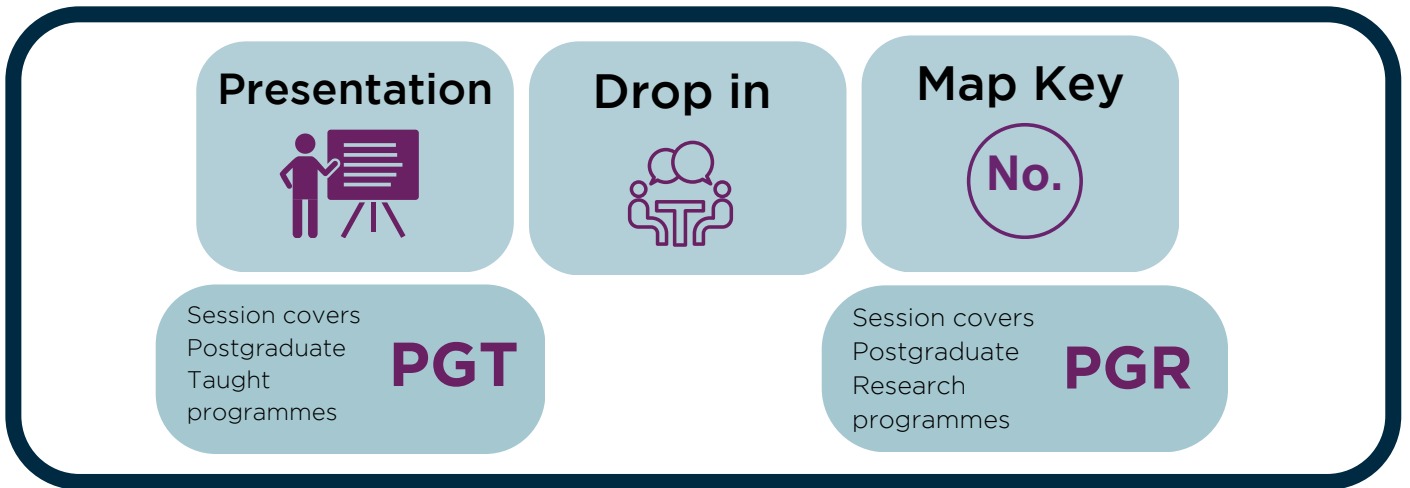 Presentation
Drop in
Map Key
No.
Session covers
Postgraduate
Taught
programmes
PGT
Session covers
Postgraduate
Research
programmes
PGR